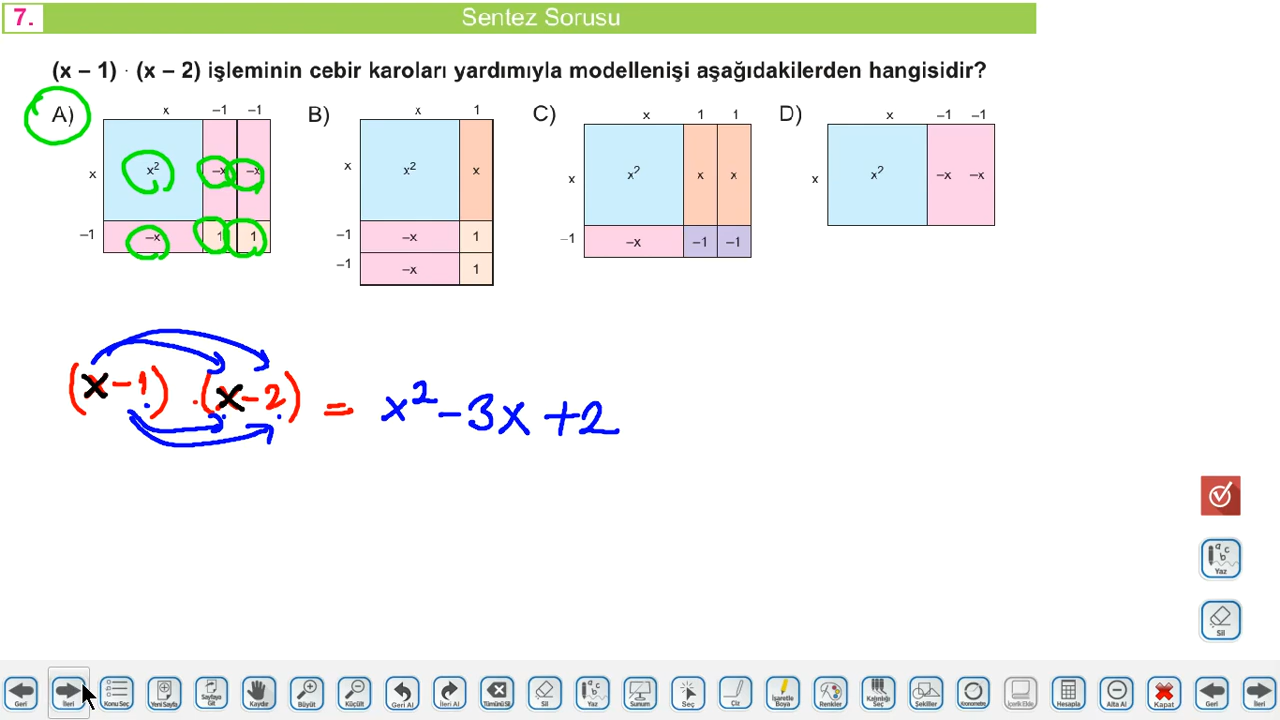 7.
Sentez Sorusu
(x – 1) · (x – 2) işleminin cebir karoları yardımıyla modellenişi aşağıdakilerden hangisidir?
A)
x –1 –1
x x² –x –x
–1 –x 1 1
B)
x 1
x x² x
–1 –x 1
–1 –x 1
C)
x 1 1
x x² x x
–1 –x –1 –1
D)
x –1 –1
x x² –x –x
(x-1) · (x-2) = x²-3x+2
Yaz
Sil
Geri
İleri
Konu Seç
Yeni Sayfa
Sayfaya Git
Kaydır
Büyüt
Küçült
Geri Al
İleri Al
Tümünü Sil
Sil
Yaz
Sunum
Seç
Çiz
İşaretle Boya
Renkler
Kalınlığı Seç
Şekiller
Kronometre
İçerik Ekle
Hesapla
Alta Al
Kapat
Geri
İleri